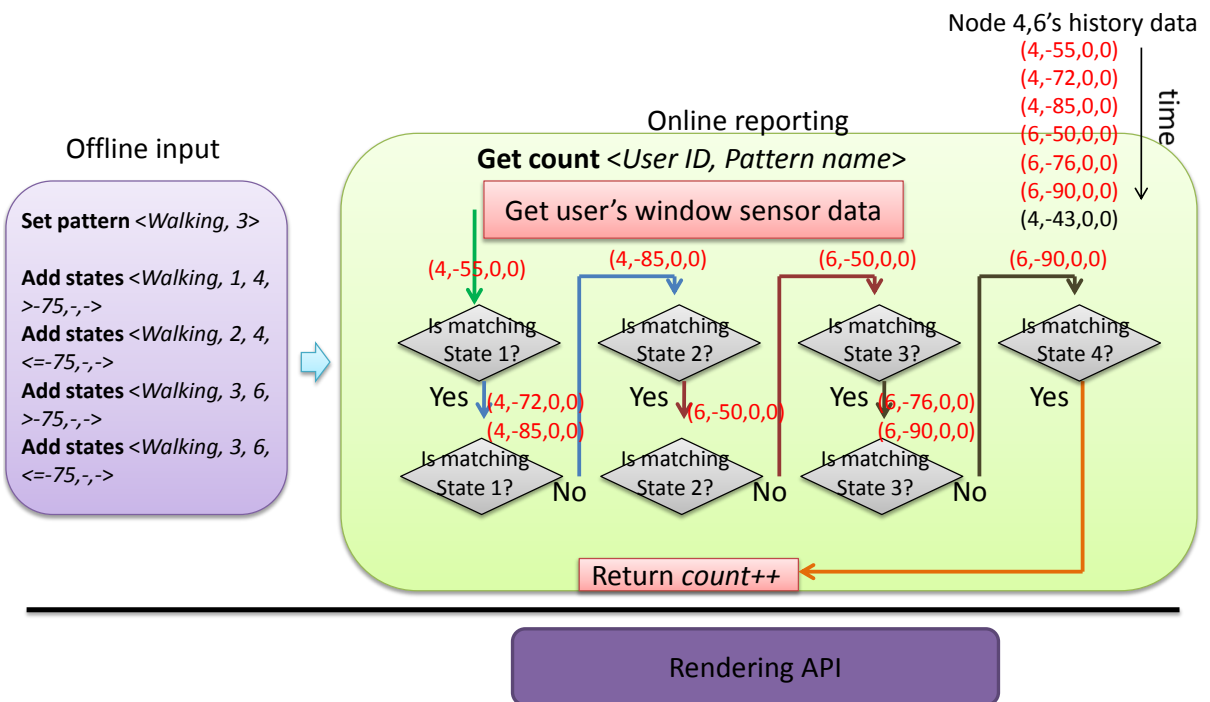 Node 4,6’s history data
(4,-55,0,0)
(4,-72,0,0)
(4,-85,0,0)
(6,-50,0,0)
(6,-76,0,0)
(6,-90,0,0)
(4,-43,0,0)
time
Offline input
Set pattern <Walking, 3>
Add states <Walking, 1, 4,
>-75,-,->
Add states <Walking, 2, 4,
<=-75,-,->
Add states <Walking, 3, 6,
>-75,-,->
Add states <Walking, 3, 6,
<=-75,-,->
Online reporting
Get count <User ID, Pattern name>
Get user’s window sensor data
(4,-55,0,0)
(4,-85,0,0)
(6,-50,0,0)
(6,-90,0,0)
Is matching
State 1?
Is matching
State 2?
Is matching
State 3?
Is matching
State 4?
Yes
(4,-72,0,0)
(4,-85,0,0)
Yes
(6,-50,0,0)
Yes
(6,-76,0,0)
(6,-90,0,0)
Yes
Is matching
State 1?
No
Is matching
State 2?
No
Is matching
State 3?
No
Return count++
Rendering API